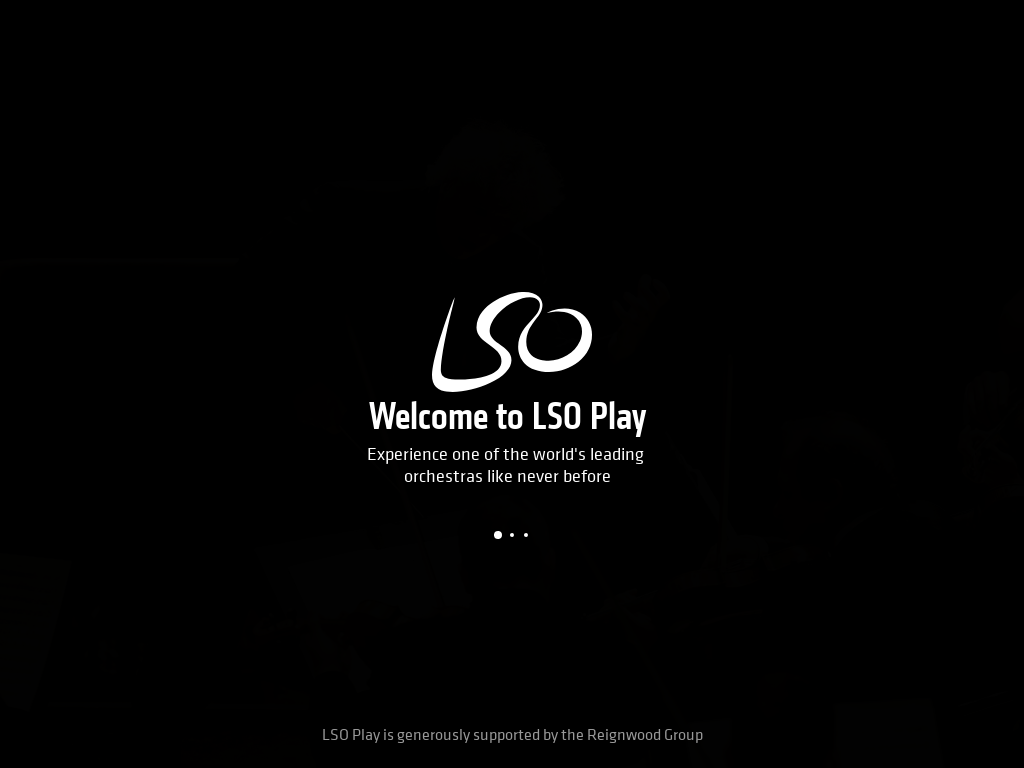 LSO
Welcome to LSO Play
Experience one of the world's leading
orchestras like never before
LSO Play is generously supported by the Reignwood Group